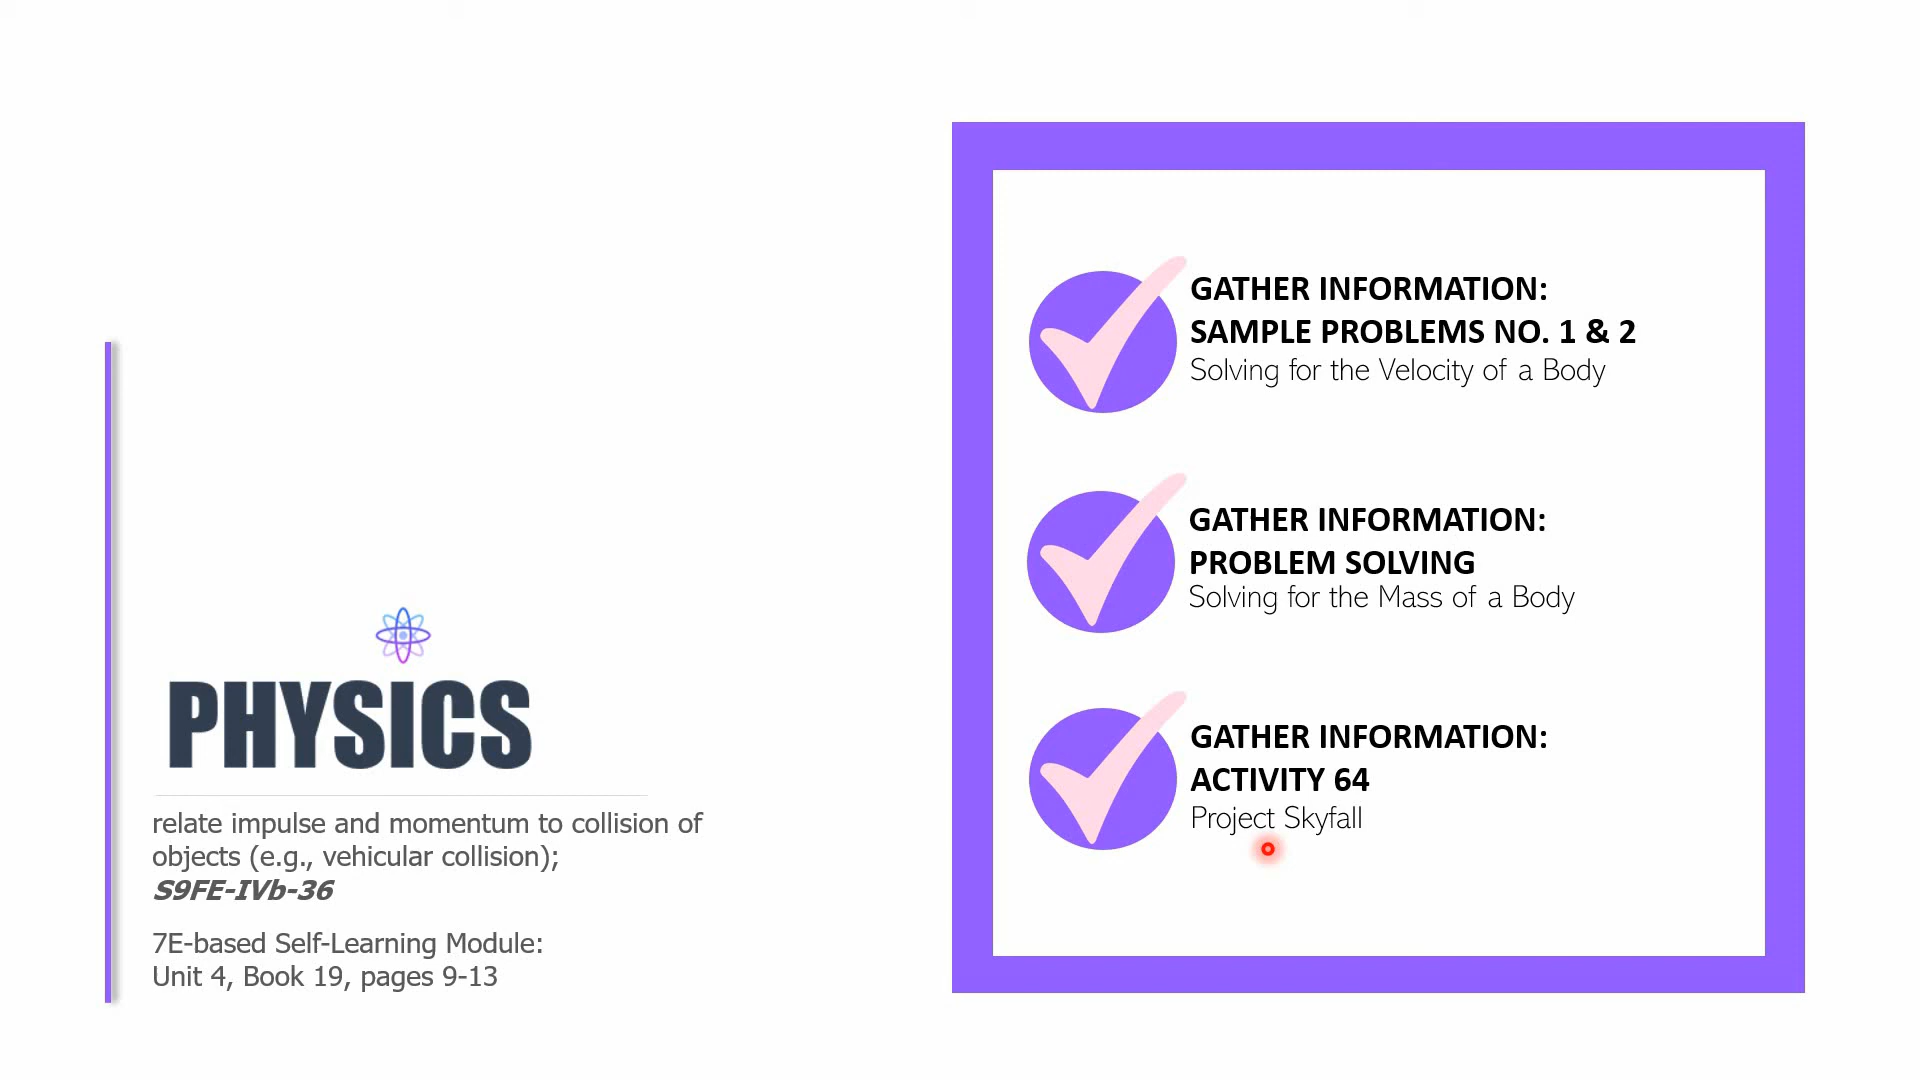 PHYSICS
relate impulse and momentum to collision of
objects (e.g., vehicular collision);
S9FE-IVb-36
7E-based Self-Learning Module:
Unit 4, Book 19, pages 9-13
GATHER INFORMATION:
SAMPLE PROBLEMS NO. 1 & 2
Solving for the Velocity of a Body
GATHER INFORMATION:
PROBLEM SOLVING
Solving for the Mass of a Body
GATHER INFORMATION:
ACTIVITY 64
Project Skyfall